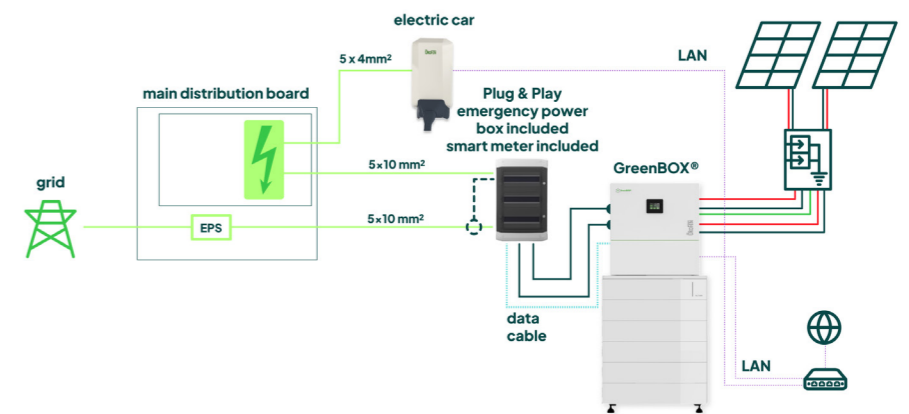 electric car
LAN
5 x 4mm²
main distribution board
Plug & Play
emergency power
box included
smart meter included
5×10 mm²
GreenBOX®
grid
5×10 mm²
EPS
data
cable
LAN